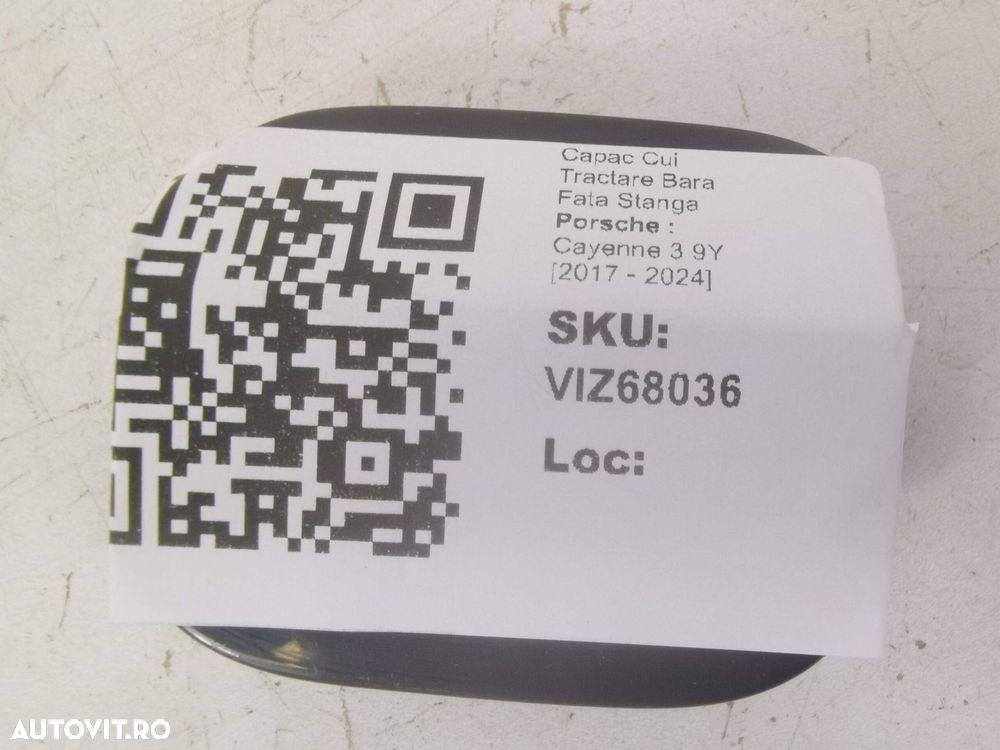 Capac Cui
Tractare Bara
Fata Stanga
Porsche :
Cayenne 3 9Y
[2017 - 2024]
SKU:
VIZ68036
Loc:
AUTOVIT.RO